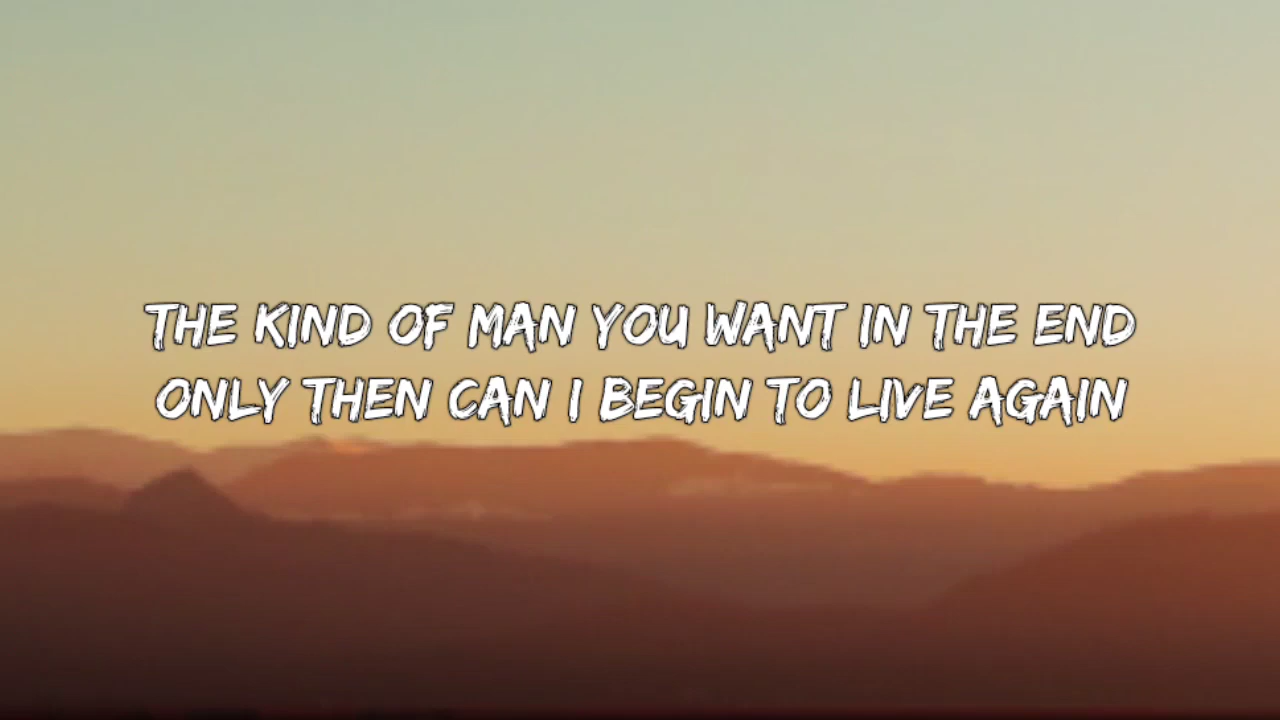 THE KIND OF MAN YOU WANT IN THE END
ONLY THEN CAN I BEGIN TO LIVE AGAIN